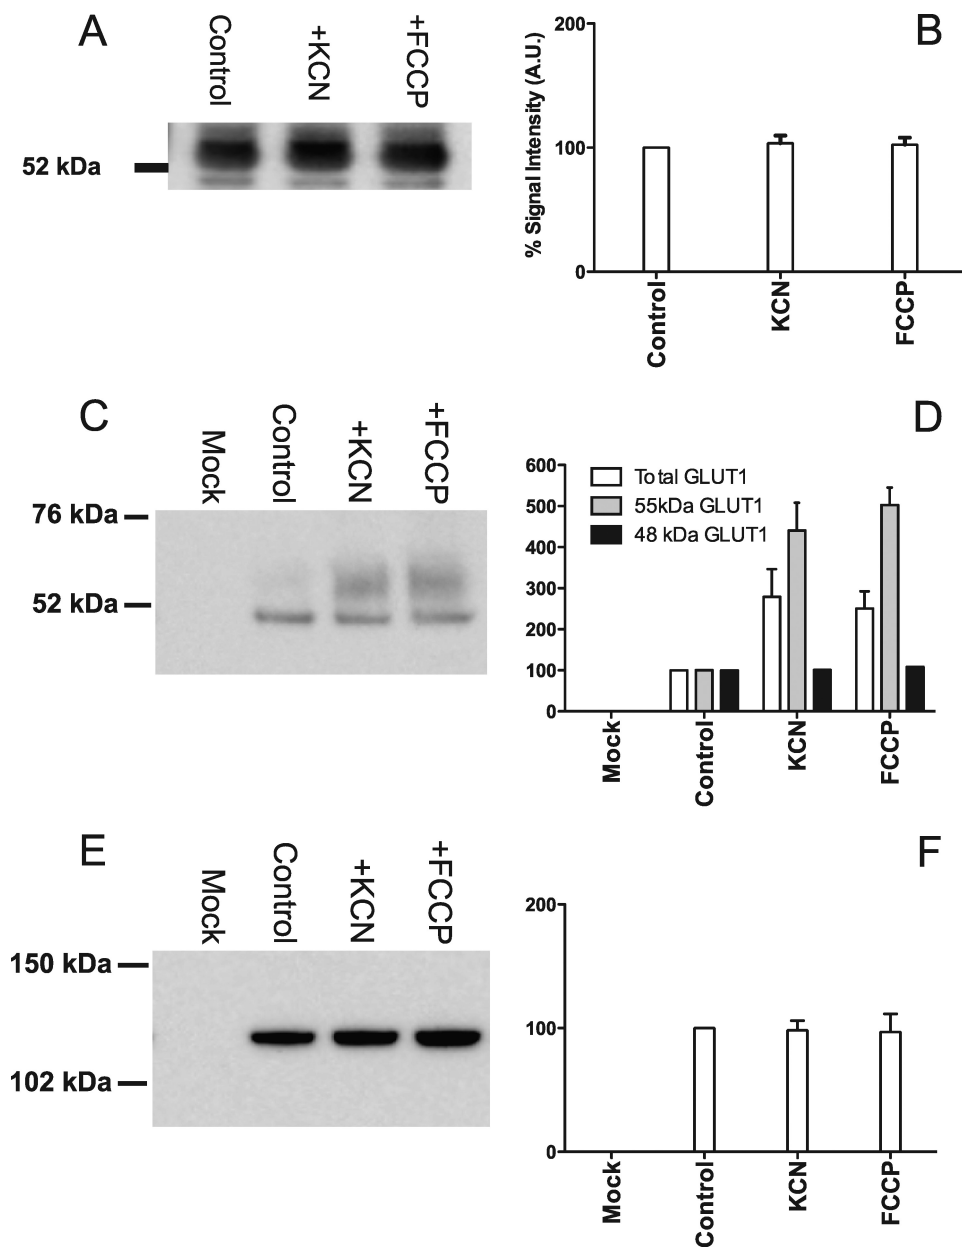 A
Control
+KCN
+FCCP
52 kDa
B
% Signal Intensity (A.U.)
200
100
0
Control
KCN
FCCP
C
Mock
Control
+KCN
+FCCP
76 kDa
52 kDa
D
600
500
400
300
200
100
0
Total GLUT1
55kDa GLUT1
48 kDa GLUT1
Mock
Control
KCN
FCCP
E
Mock
Control
+KCN
+FCCP
150 kDa
102 kDa
F
200
100
0
Mock
Control
KCN
FCCP